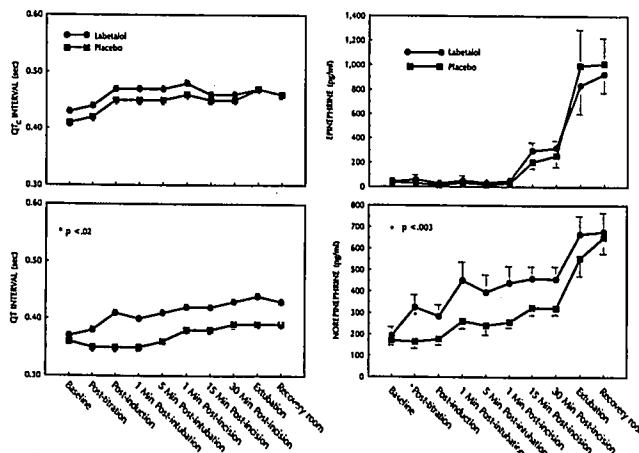 0.60
Labetalol
Placebo
0.50
0.40
0.30
QTc INTERVAL (sec)
1,400
Labetalol
Placebo
1,200
1,000
800
600
400
200
0
EPINEPHRINE (pg/ml)
0.60
* p <.02
0.50
0.40
0.30
QT INTERVAL (sec)
800
* p <.003
700
600
500
400
300
200
100
0
NOREPINEPHRINE (pg/ml)
Baseline
Post-titration
Post-induction
1 Min Post-intubation
5 Min Post-intubation
1 Min Post-incision
15 Min Post-incision
30 Min Post-incision
Extubation
Recovery room
Baseline
* Post-titration
Post-induction
1 Min Post-intubation
5 Min Post-intubation
1 Min Post-incision
15 Min Post-incision
30 Min Post-incision
Extubation
Recovery room